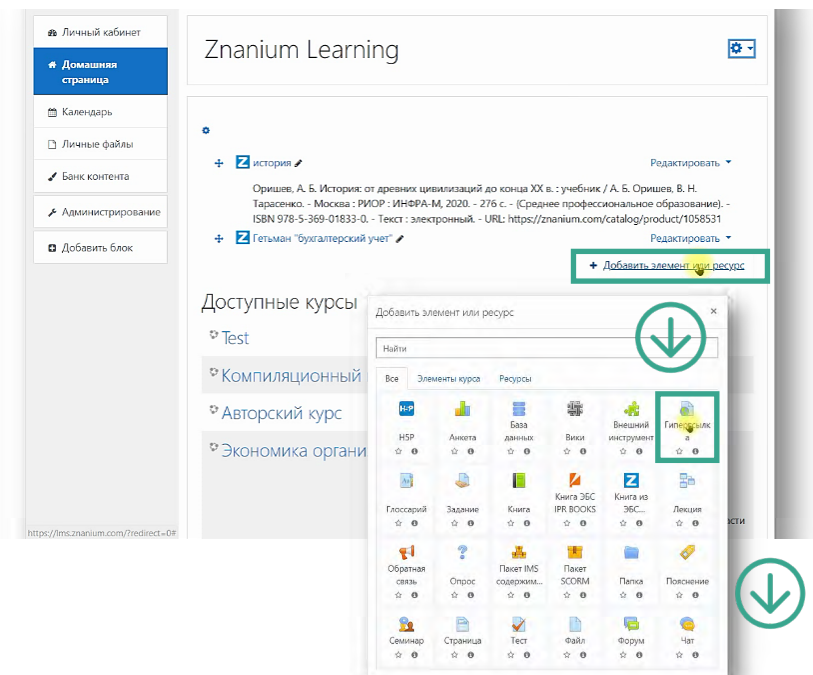 Личный кабинет
Домашняя
страница
Календарь
Личные файлы
Банк контента
Администрирование
Добавить блок
Znanium Learning
история
Редактировать
Оришев, А. Б. История: от древних цивилизаций до конца XX в. : учебник / А. Б. Оришев, В. Н.
Тарасенко. - Москва : РИОР : ИНФРА-М, 2020. - 276 с. - (Среднее профессиональное образование). -
ISBN 978-5-369-01833-0. - Текст : электронный. - URL: https://znanium.com/catalog/product/1058531
Гетьман "бухгалтерский учет"
Редактировать
+ Добавить элемент или ресурс
Доступные курсы
Test
Компиляционный
Авторский курс
Экономика органи
асти
https://lms.znanium.com/?redirect=0#
Добавить элемент или ресурс
×
Найти
Все Элементы курса Ресурсы
H5P
H5P
Анкета
База
данных
Вики
Внешний
инструмент
Гиперссылк
а
Глоссарий
Задание
Книга
Книга ЭБС
IPR BOOKS
Книга из
ЭБС...
Лекция
Обратная
связь
Опрос
Пакет IMS
содержим...
Пакет
SCORM
Папка
Пояснение
Семинар
Страница
Тест
Файл
Форум
Чат